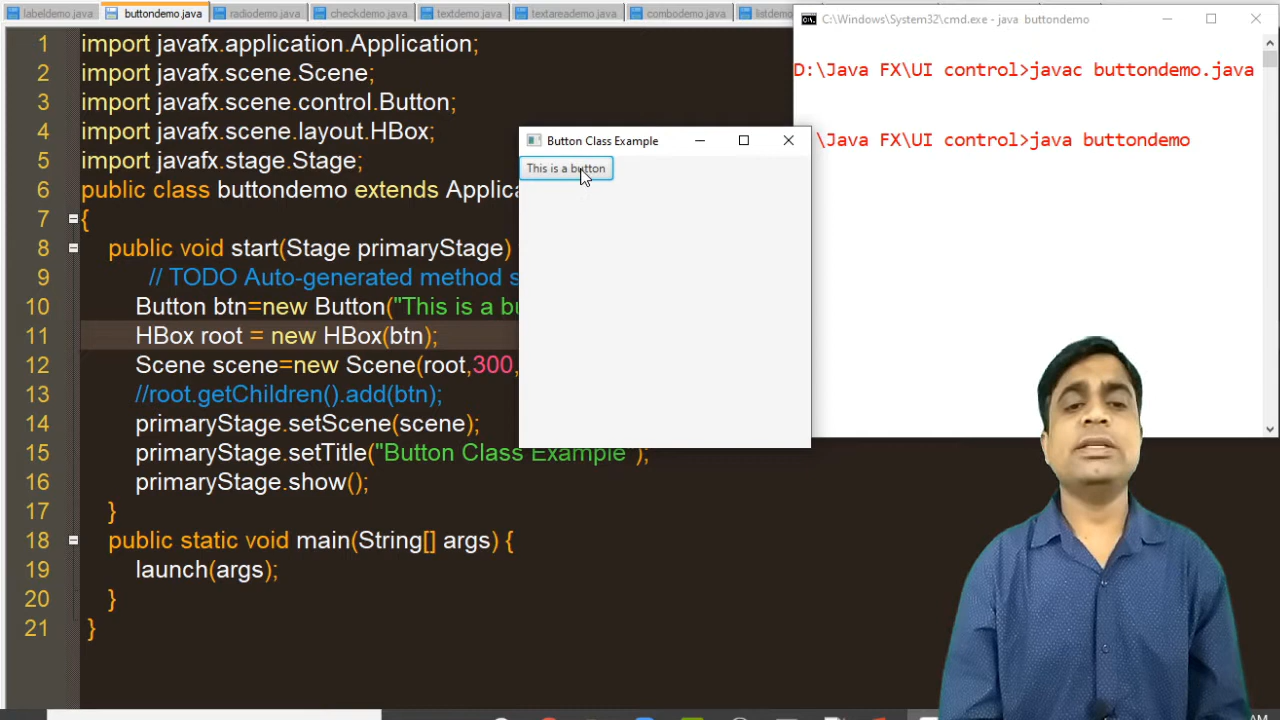 labeldemo.java buttondemo.java radiodemo.java checkdemo.java textdemo.java textareademo.java combodemo.java
C:\Windows\System32\cmd.exe - java  buttondemo
1 import javafx.application.Application;
2 import javafx.scene.Scene;
3 import javafx.scene.control.Button;
4 import javafx.scene.layout.HBox;
5 import javafx.stage.Stage;
6 public class buttondemo extends Applica
7 {
8 public void start(Stage primaryStage)
9 // TODO Auto-generated method s
10 Button btn=new Button("This is a bu
11 HBox root = new HBox(btn);
12 Scene scene=new Scene(root,300,
13 //root.getChildren().add(btn);
14 primaryStage.setScene(scene);
15 primaryStage.setTitle("Button Class Example");
16 primaryStage.show();
17 }
18 public static void main(String[] args) {
19 launch(args);
20 }
21 }
Button Class Example
This is a button
D:\Java FX\UI control>javac buttondemo.java
\Java FX\UI control>java buttondemo